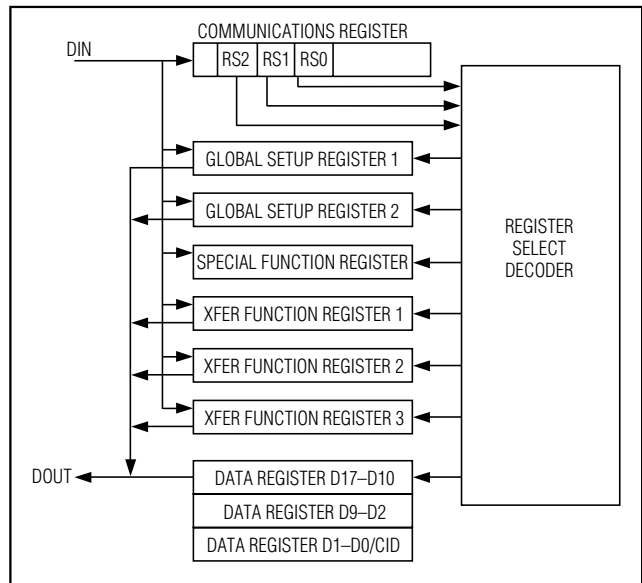 COMMUNICATIONS REGISTER
DIN
RS2 RS1 RS0
GLOBAL SETUP REGISTER 1
GLOBAL SETUP REGISTER 2
SPECIAL FUNCTION REGISTER
XFER FUNCTION REGISTER 1
XFER FUNCTION REGISTER 2
XFER FUNCTION REGISTER 3
REGISTER
SELECT
DECODER
DOUT
DATA REGISTER D17–D10
DATA REGISTER D9–D2
DATA REGISTER D1–D0/CID